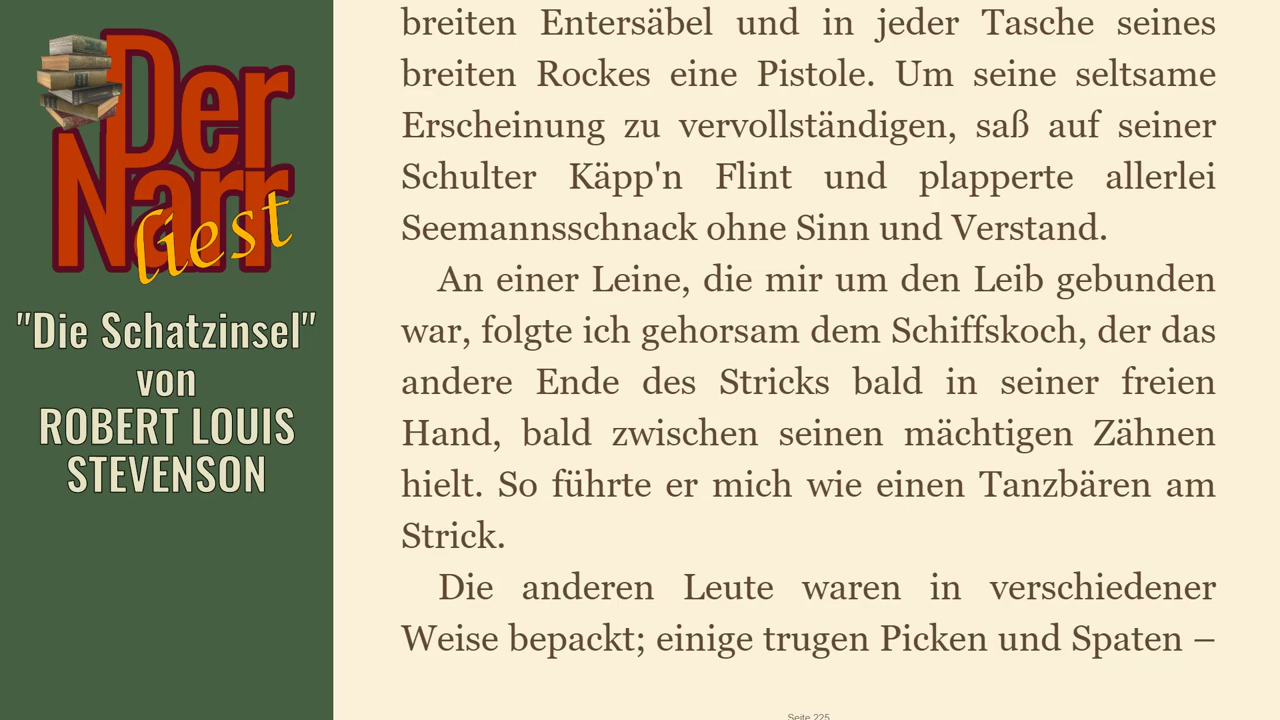 Der
Narr
liest
"Die Schatzinsel"
von
ROBERT LOUIS
STEVENSON
breiten Entersäbel und in jeder Tasche seines
breiten Rockes eine Pistole. Um seine seltsame
Erscheinung zu vervollständigen, saß auf seiner
Schulter Käpp'n Flint und plapperte allerlei
Seemannsschnack ohne Sinn und Verstand.
An einer Leine, die mir um den Leib gebunden
war, folgte ich gehorsam dem Schiffskoch, der das
andere Ende des Stricks bald in seiner freien
Hand, bald zwischen seinen mächtigen Zähnen
hielt. So führte er mich wie einen Tanzbären am
Strick.
Die anderen Leute waren in verschiedener
Weise bepackt; einige trugen Picken und Spaten –
Seite 225